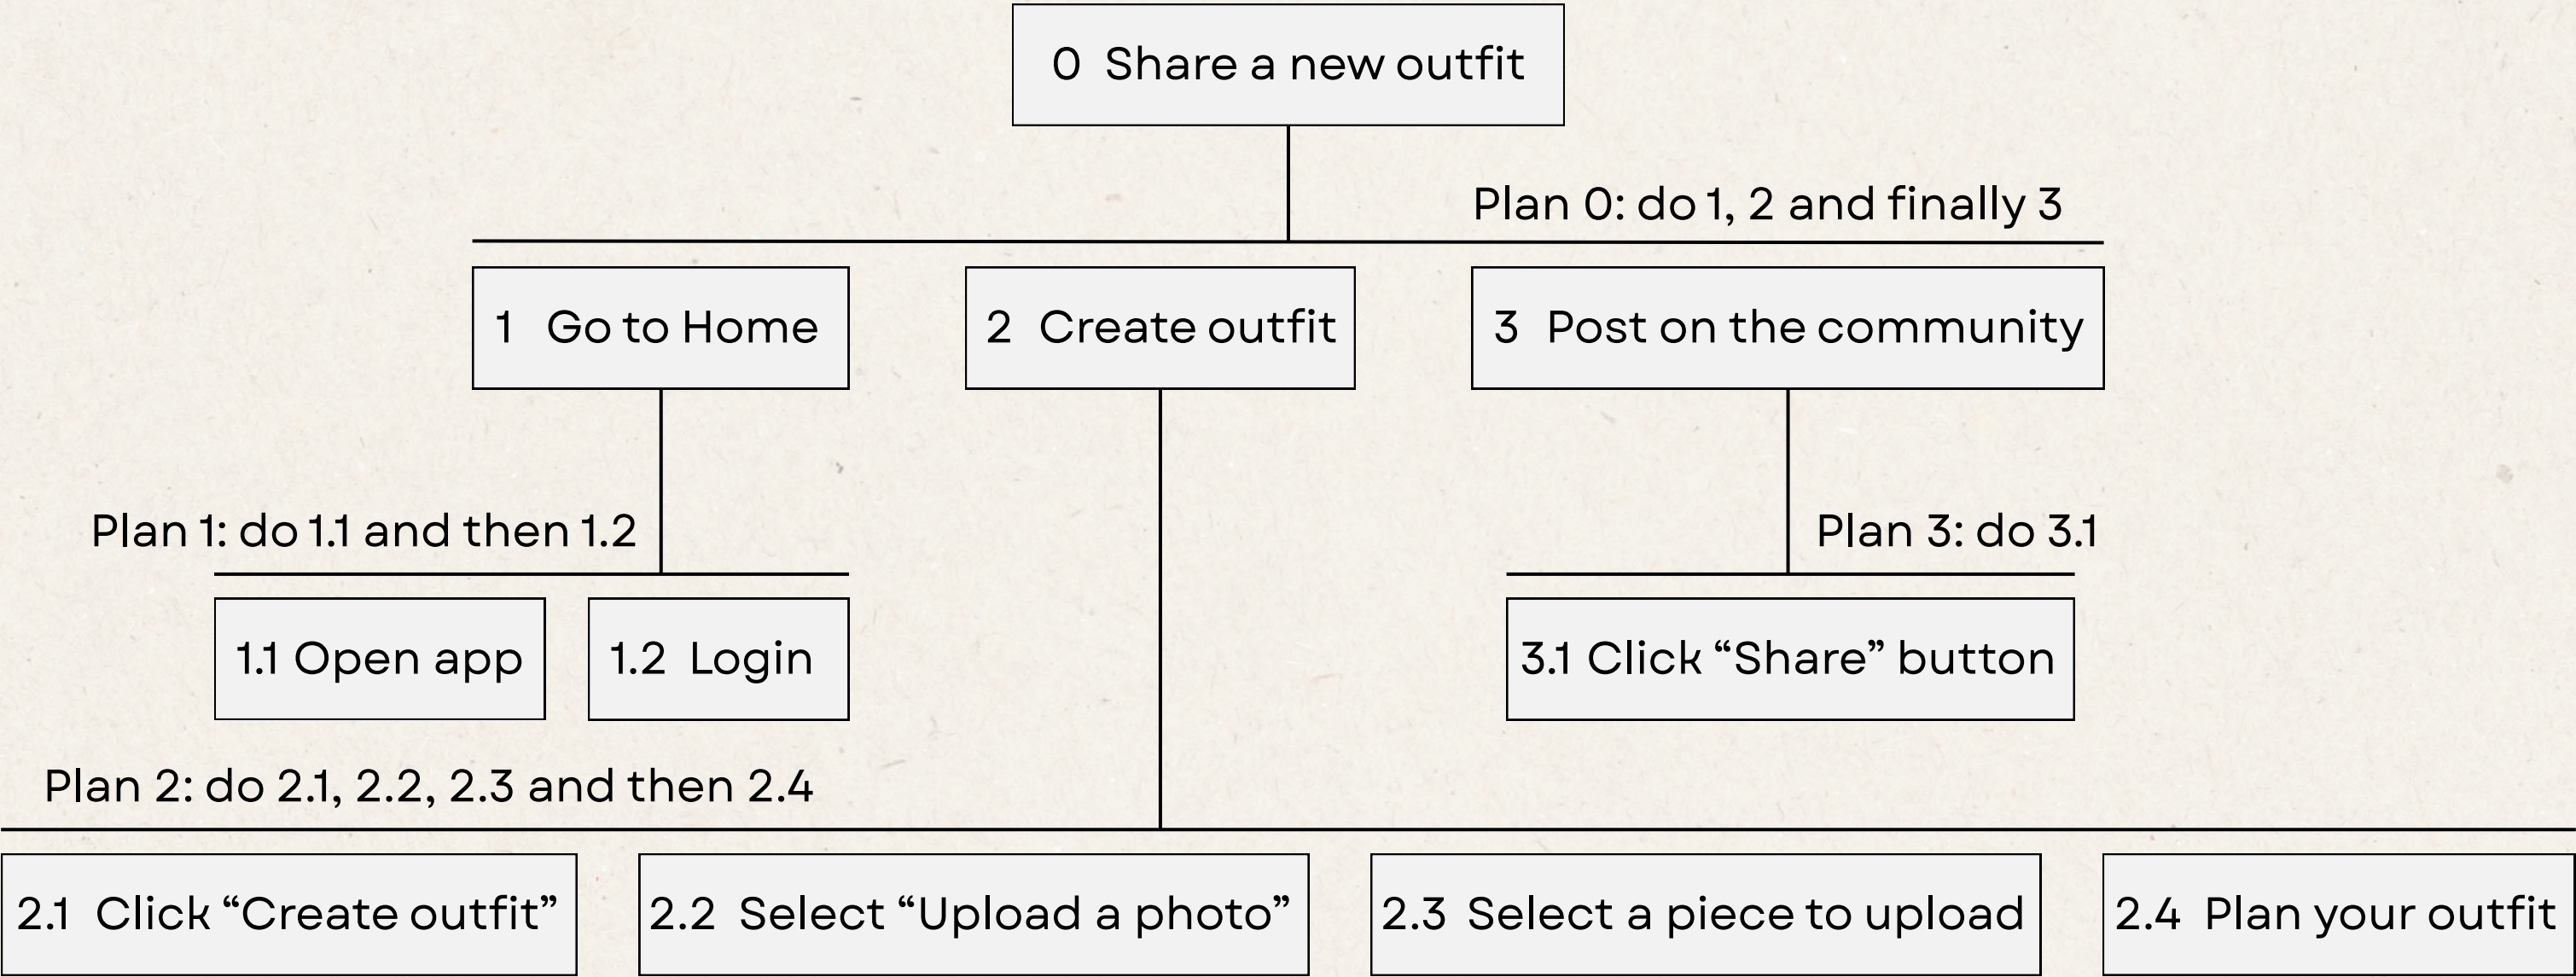 0 Share a new outfit
Plan 0: do 1, 2 and finally 3
1 Go to Home
2 Create outfit
3 Post on the community
Plan 1: do 1.1 and then 1.2
Plan 3: do 3.1
1.1 Open app
1.2 Login
3.1 Click “Share” button
Plan 2: do 2.1, 2.2, 2.3 and then 2.4
2.1 Click “Create outfit”
2.2 Select “Upload a photo”
2.3 Select a piece to upload
2.4 Plan your outfit